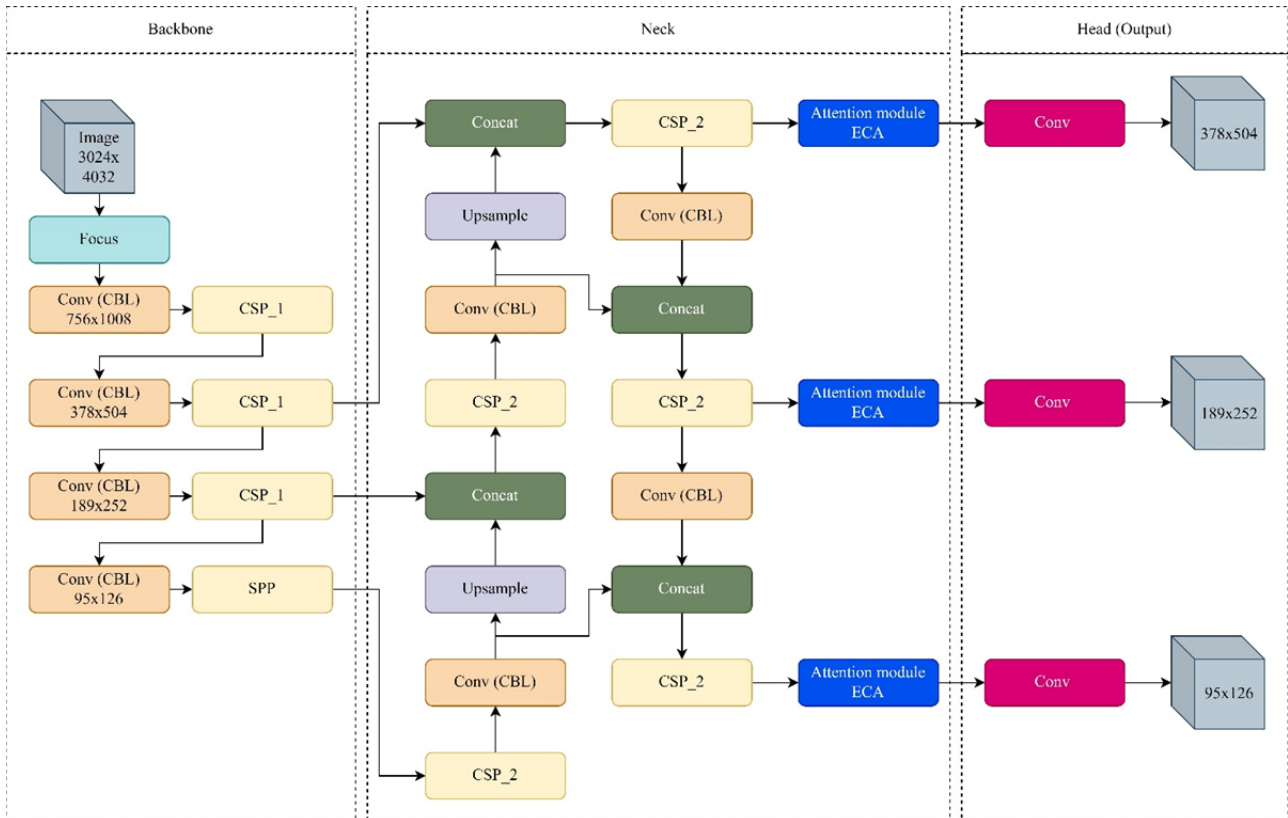 Backbone
Neck
Head (Output)
Image
3024x
4032
Focus
Conv (CBL)
756x1008
CSP_1
Conv (CBL)
378x504
CSP_1
Conv (CBL)
189x252
CSP_1
Conv (CBL)
95x126
SPP
Concat
Upsample
Conv (CBL)
CSP_2
Concat
Upsample
Conv (CBL)
CSP_2
CSP_2
Conv (CBL)
Concat
CSP_2
Conv (CBL)
Concat
CSP_2
Attention module
ECA
Attention module
ECA
Attention module
ECA
Conv
378x504
Conv
189x252
Conv
95x126